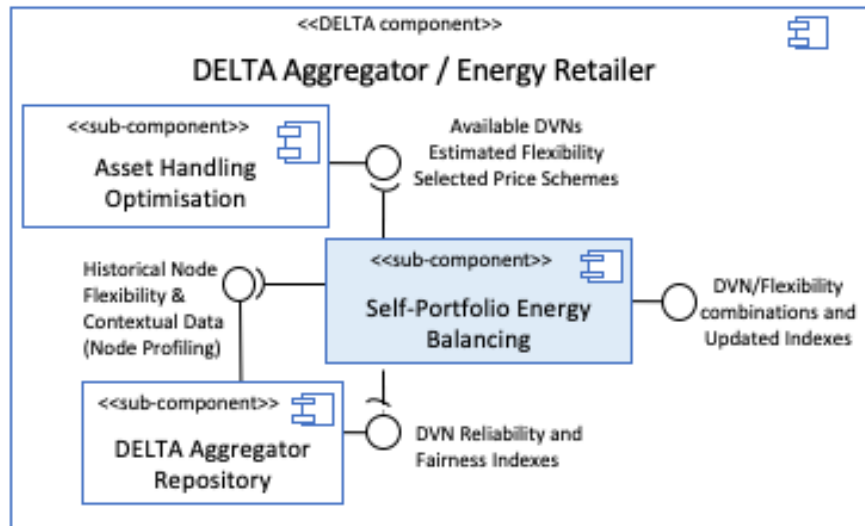 <<DELTA component>>
DELTA Aggregator / Energy Retailer
<<sub-component>>
Asset Handling
Optimisation
Available DVNs
Estimated Flexibility
Selected Price Schemes
Historical Node
Flexibility &
Contextual Data
(Node Profiling)
<<sub-component>>
Self-Portfolio Energy
Balancing
DVN/Flexibility
combinations and
Updated Indexes
<<sub-component>>
DELTA Aggregator
Repository
DVN Reliability and
Fairness Indexes